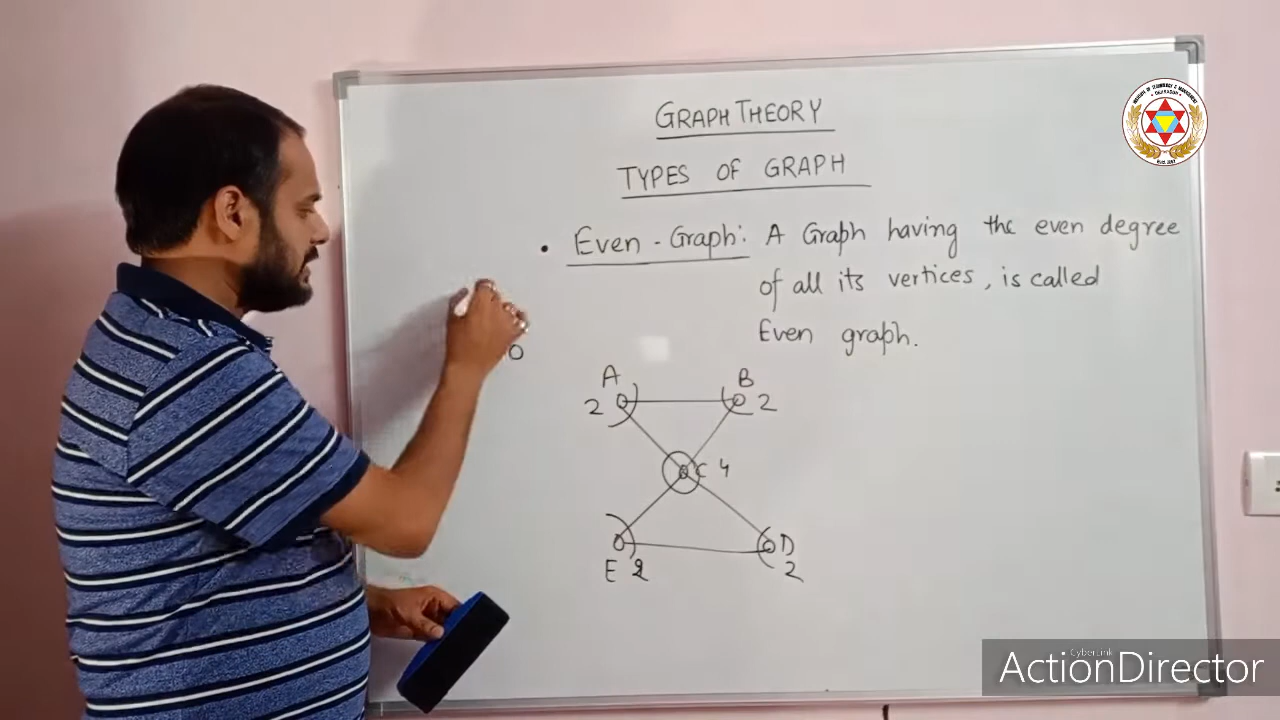 GRAPH THEORY
TYPES OF GRAPH
• Even - Graph: A Graph having the even degree
of all its vertices, is called
Even graph.
O
A B
2 2
C 4
D
E 2 2
CyberLink
ActionDirector